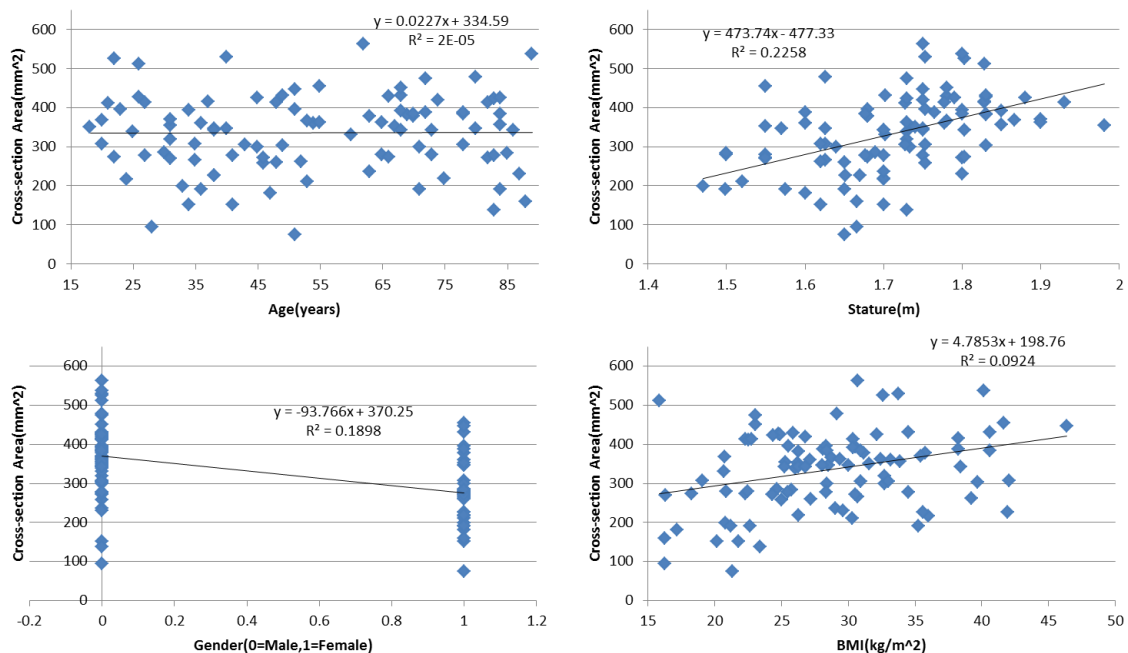 y = 0.0227x + 334.59
R² = 2E-05
Cross-section Area(mm^2)
600
500
400
300
200
100
0
15 25 35 45 55 65 75 85
Age(years)
y = 473.74x - 477.33
R² = 0.2258
Cross-section Area(mm^2)
600
500
400
300
200
100
0
1.4 1.5 1.6 1.7 1.8 1.9 2
Stature(m)
y = -93.766x + 370.25
R² = 0.1898
Cross-section Area(mm^2)
600
500
400
300
200
100
0
-0.2 0 0.2 0.4 0.6 0.8 1 1.2
Gender(0=Male,1=Female)
y = 4.7853x + 198.76
R² = 0.0924
Cross-section Area(mm^2)
600
500
400
300
200
100
0
15 20 25 30 35 40 45 50
BMI(kg/m^2)